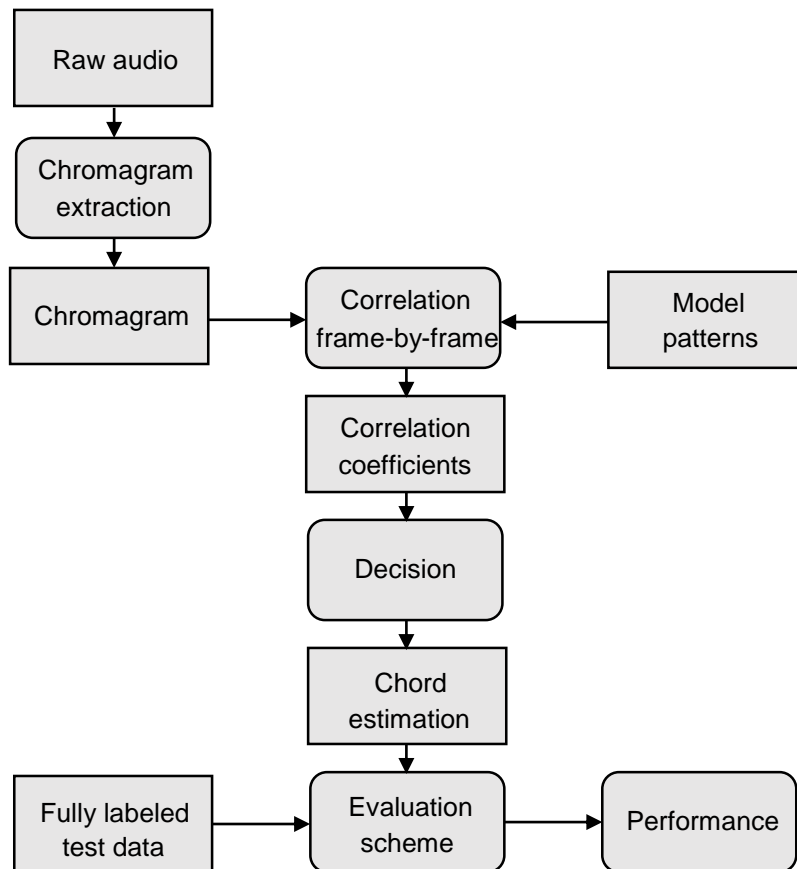 Raw audio
Chromagram
extraction
Chromagram
Correlation
frame-by-frame
Model
patterns
Correlation
coefficients
Decision
Chord
estimation
Fully labeled
test data
Evaluation
scheme
Performance